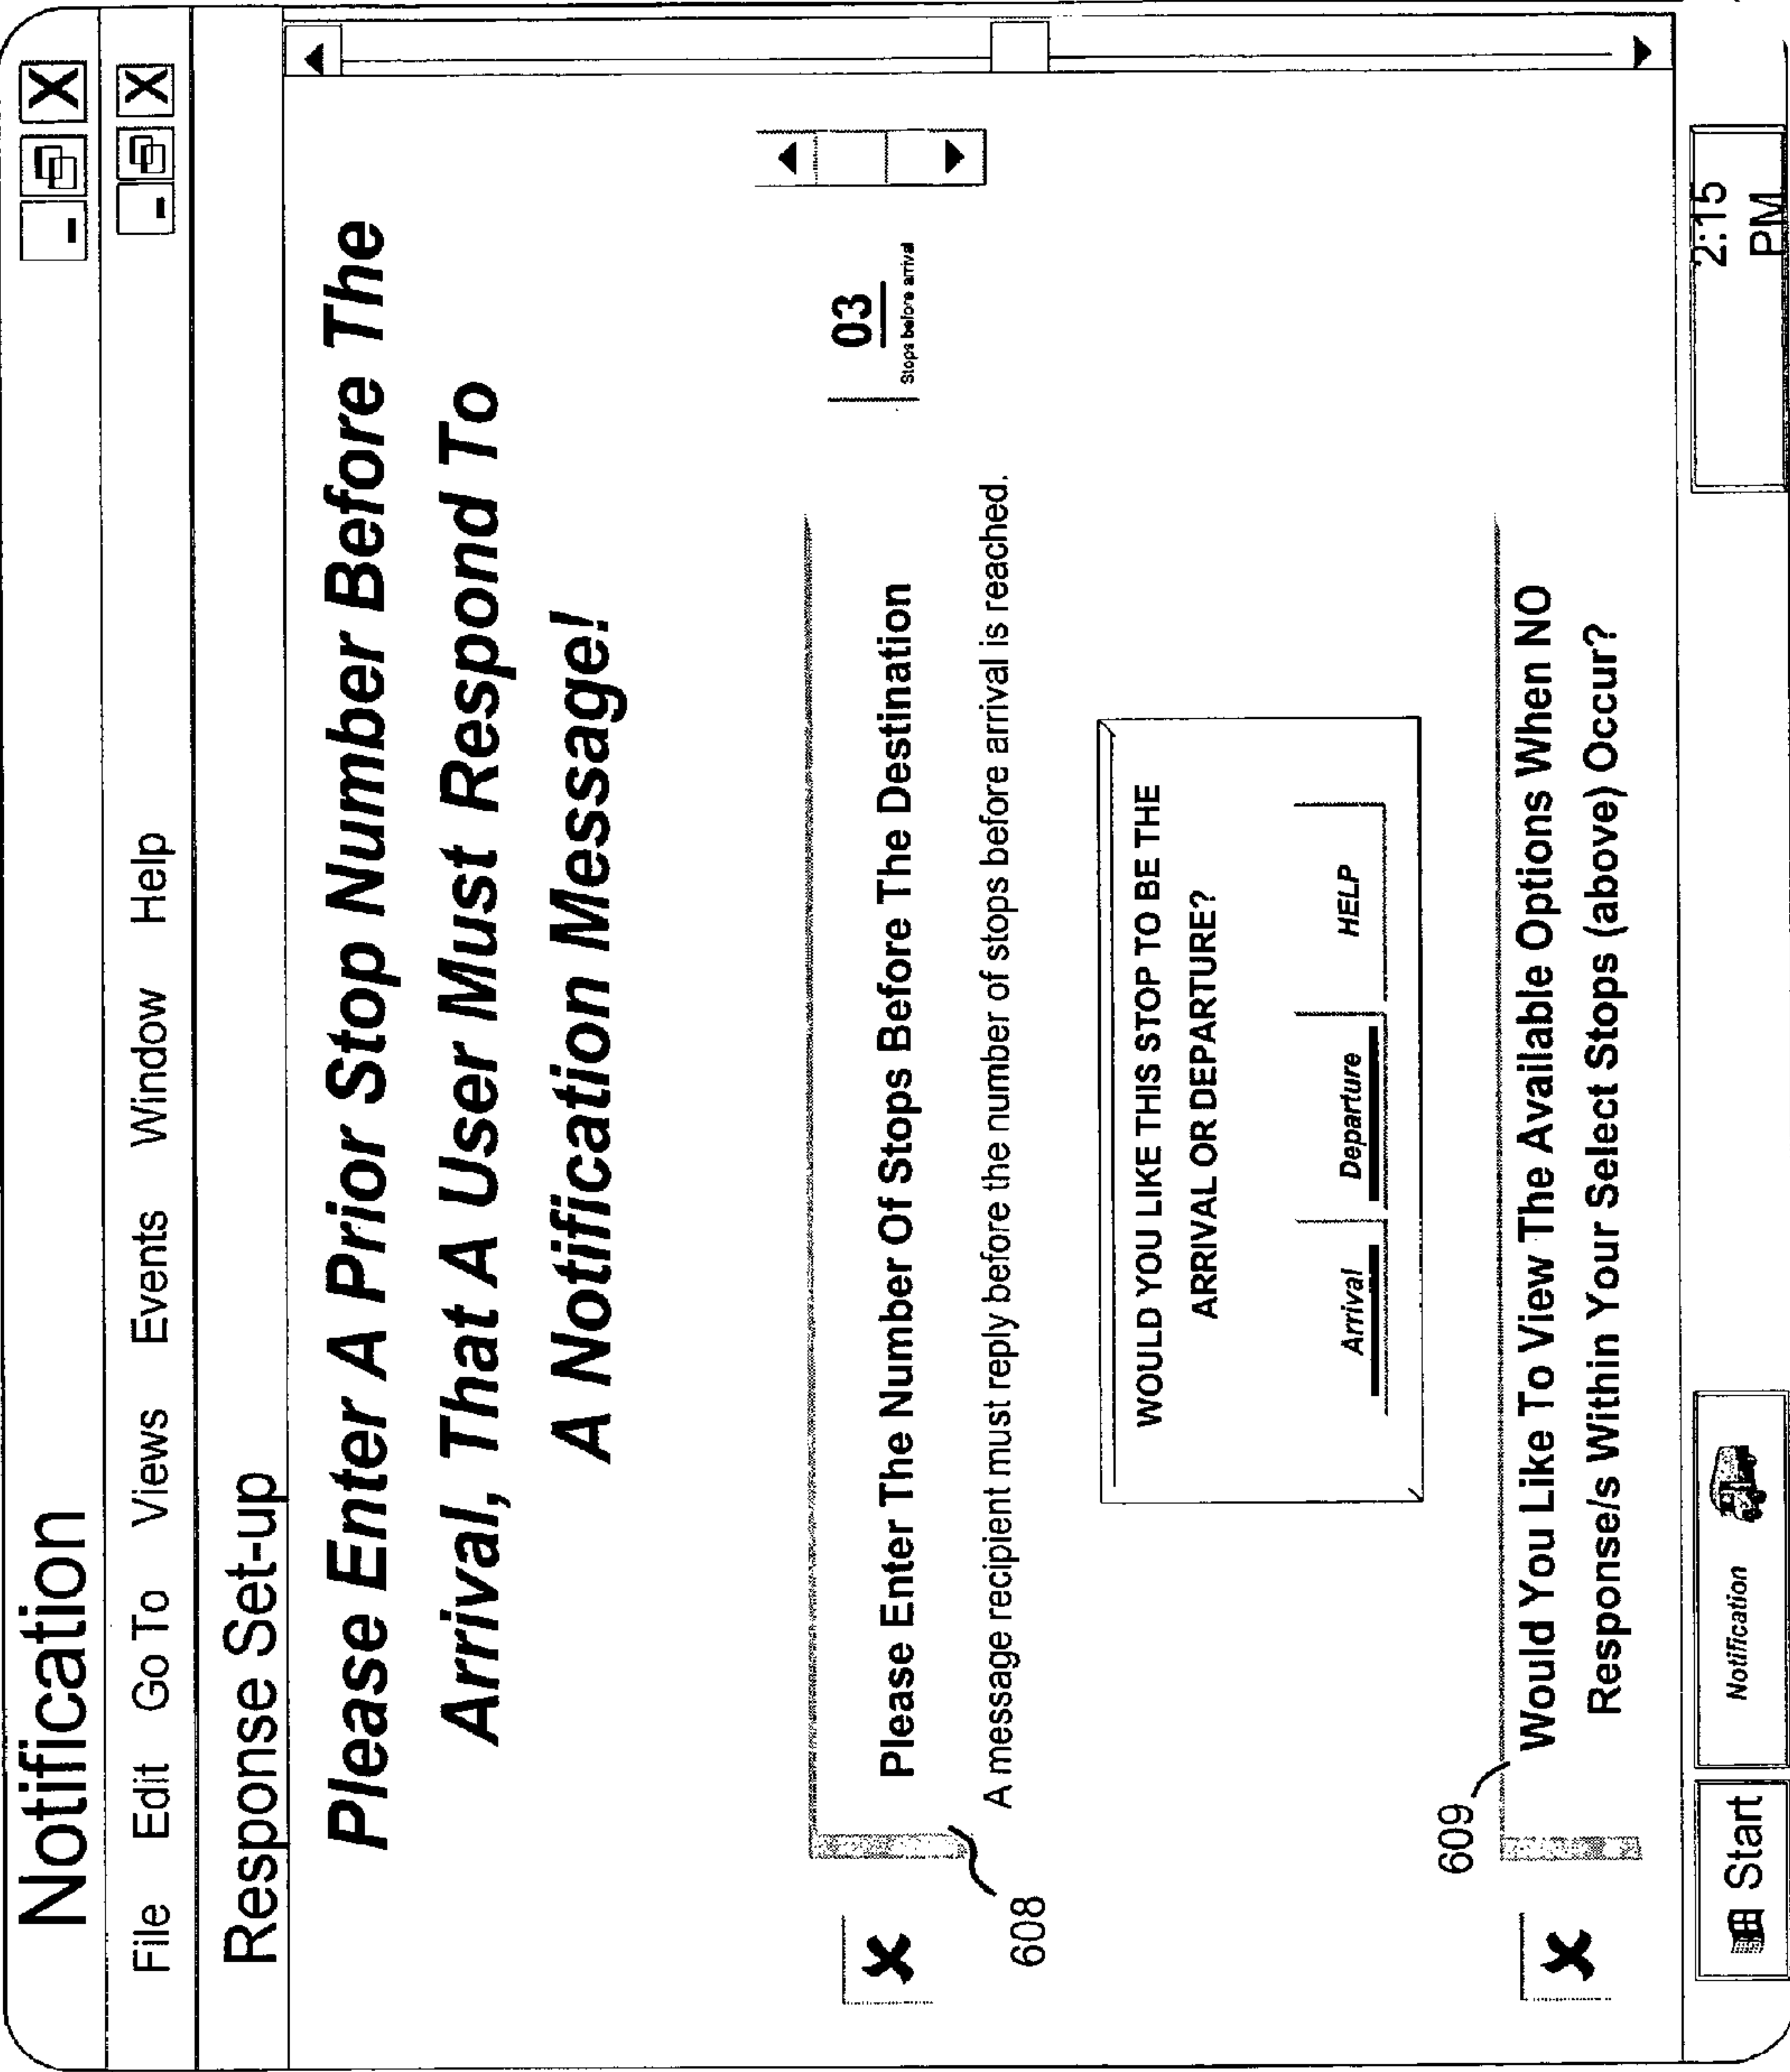 Notification
File Edit Go To Views Events Window Help
Response Set-up
Please Enter A Prior Stop Number Before The
Arrival, That A User Must Respond To
A Notification Message!
Please Enter The Number Of Stops Before The Destination
03
Stops before arrival
A message recipient must reply before the number of stops before arrival is reached.
608
WOULD YOU LIKE THIS STOP TO BE THE
ARRIVAL OR DEPARTURE?
Arrival Departure HELP
609
Would You Like To View The Available Options When NO
Response/s Within Your Select Stops (above) Occur?
Start Notification 2:15
PM